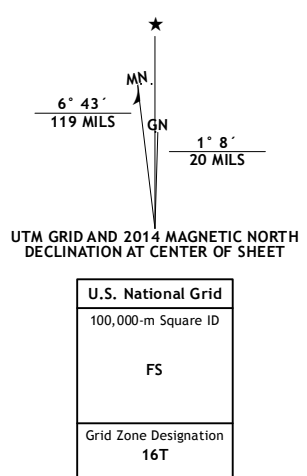 MN
6° 43´
119 MILS
GN
1° 8´
20 MILS
UTM GRID AND 2014 MAGNETIC NORTH
DECLINATION AT CENTER OF SHEET
U.S. National Grid
100,000-m Square ID
FS
Grid Zone Designation
16T